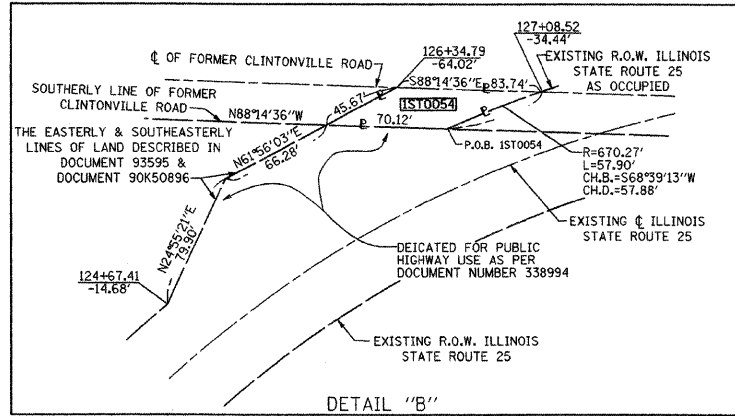 ℄ OF FORMER CLINTONVILLE ROAD
126+34.79
-64.02'
127+08.52
-34.44'
EXISTING R.O.W. ILLINOIS
STATE ROUTE 25
AS OCCUPIED
SOUTHERLY LINE OF FORMER
CLINTONVILLE ROAD
N88°14'36"W
45.67'
S88°14'36"E
83.74'
1ST0054
70.12'
P.O.B. 1ST0054
THE EASTERLY & SOUTHEASTERLY
LINES OF LAND DESCRIBED IN
DOCUMENT 93595 &
DOCUMENT 90K50896
N61°56'03"E
66.28'
R=670.27'
L=57.90'
CH.B.=S68°39'13"W
CH.D.=57.88'
N24°55'21"E
79.90'
EXISTING ℄ ILLINOIS
STATE ROUTE 25
DEICATED FOR PUBLIC
HIGHWAY USE AS PER
DOCUMENT NUMBER 338994
124+67.41
-14.68'
EXISTING R.O.W. ILLINOIS
STATE ROUTE 25
DETAIL "B"